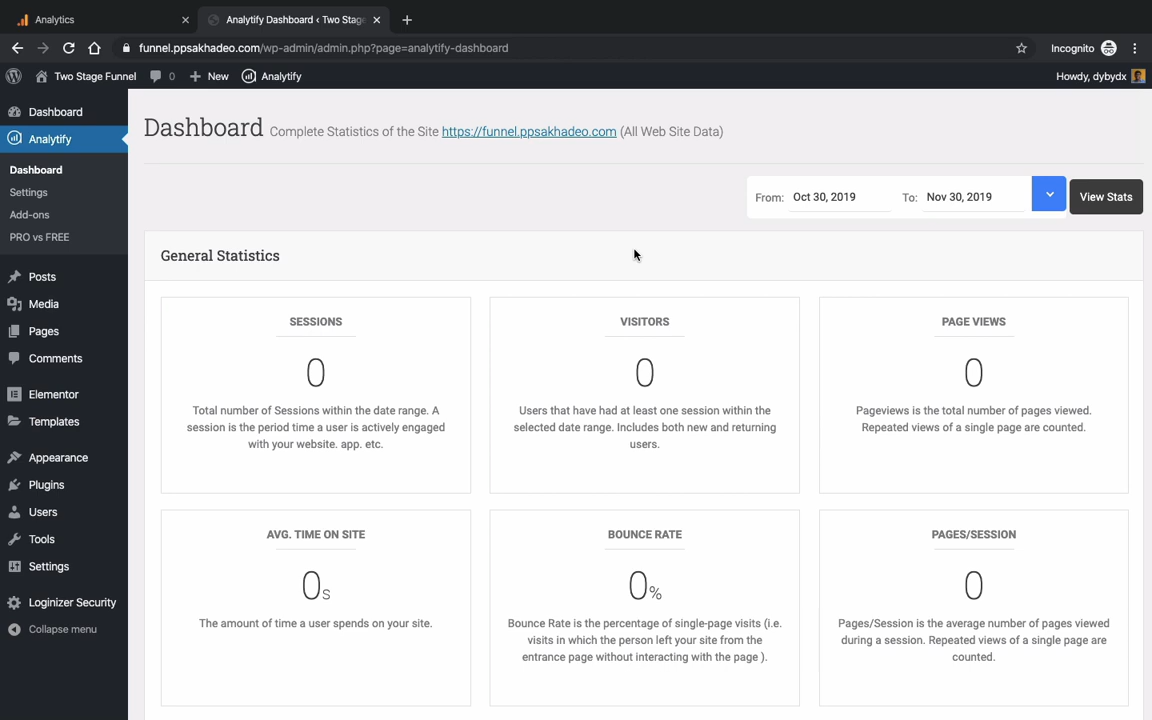 Analytics
Analytify Dashboard ‹ Two Stage
funnel.ppsakhadeo.com/wp-admin/admin.php?page=analytify-dashboard
Incognito
Two Stage Funnel
0
New
Analytify
Howdy, dybydx
Dashboard
Analytify
Dashboard
Settings
Add-ons
PRO vs FREE
Posts
Media
Pages
Comments
Elementor
Templates
Appearance
Plugins
Users
Tools
Settings
Loginizer Security
Collapse menu
Dashboard Complete Statistics of the Site https://funnel.ppsakhadeo.com (All Web Site Data)
From: Oct 30, 2019 To: Nov 30, 2019 View Stats
General Statistics
SESSIONS
0
Total number of Sessions within the date range. A
session is the period time a user is actively engaged
with your website. app. etc.
VISITORS
0
Users that have had at least one session within the
selected date range. Includes both new and returning
users.
PAGE VIEWS
0
Pageviews is the total number of pages viewed.
Repeated views of a single page are counted.
AVG. TIME ON SITE
0s
The amount of time a user spends on your site.
BOUNCE RATE
0%
Bounce Rate is the percentage of single-page visits (i.e.
visits in which the person left your site from the
entrance page without interacting with the page ).
PAGES/SESSION
0
Pages/Session is the average number of pages viewed
during a session. Repeated views of a single page are
counted.